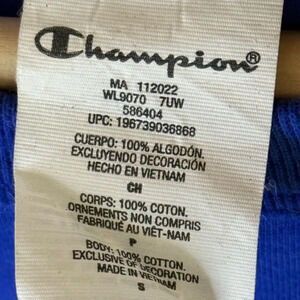 Champion®
MA 112022
WL9070 7UW
586404
UPC: 196739036868
CUERPO: 100% ALGODÓN.
EXCLUYENDO DECORACIÓN
HECHO EN VIETNAM
CH
CORPS: 100% COTON.
ORNEMENTS NON COMPRIS
FABRIQUÉ AU VIÊT-NAM
P
BODY: 100% COTTON.
EXCLUSIVE OF DECORATION
MADE IN VIETNAM
S